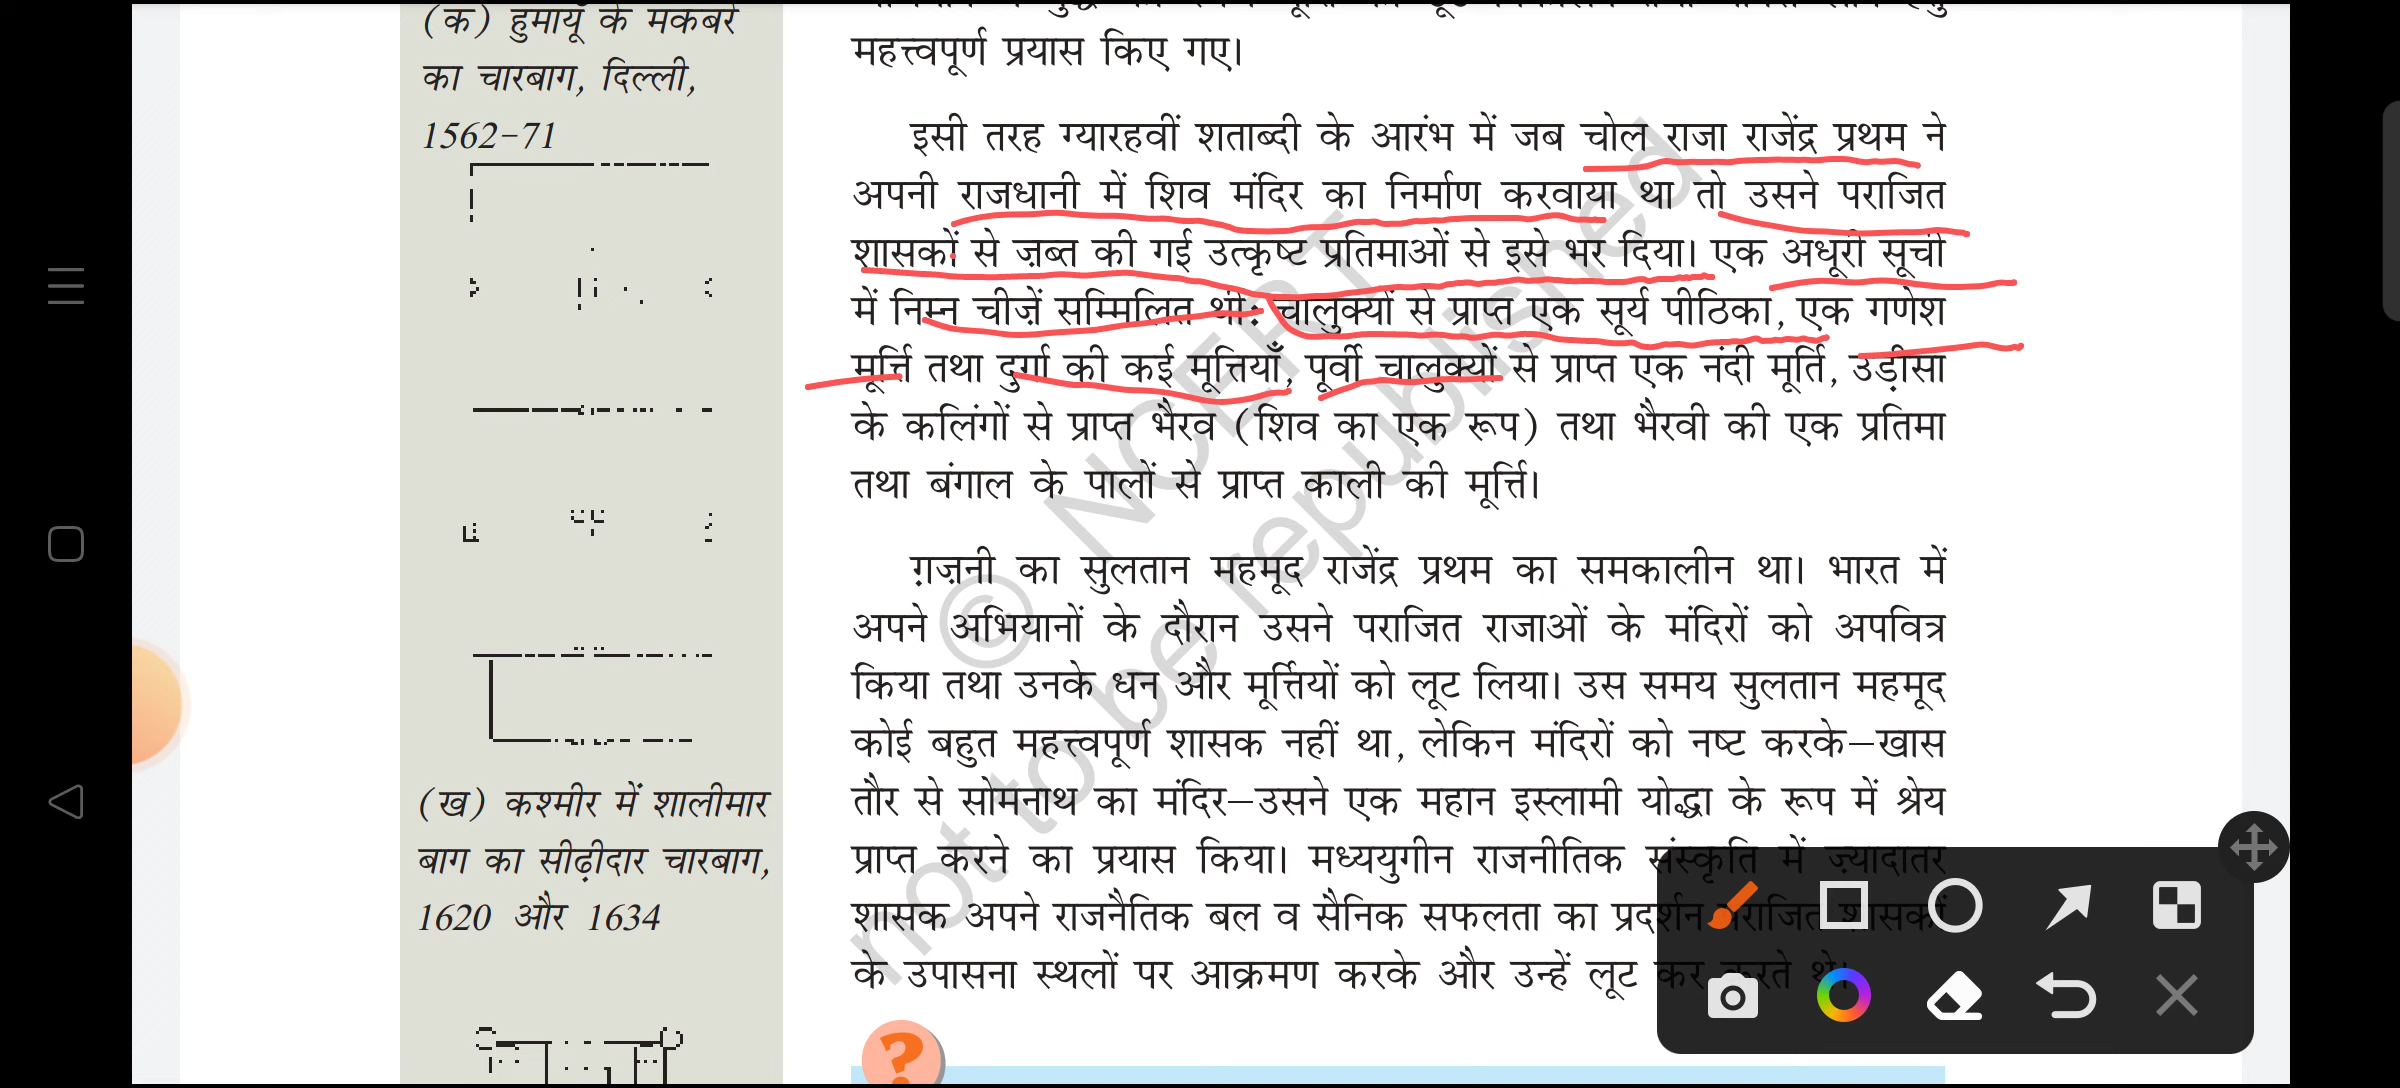 (क) हुमायूँ के मकबरे
का चारबाग, दिल्ली,
1562-71
(ख) कश्मीर में शालीमार
बाग का सीढ़ीदार चारबाग,
1620 और 1634
महत्त्वपूर्ण प्रयास किए गए।
इसी तरह ग्यारहवीं शताब्दी के आरंभ में जब चोल राजा राजेंद्र प्रथम ने
अपनी राजधानी में शिव मंदिर का निर्माण करवाया था तो उसने पराजित
शासकों से ज़ब्त की गई उत्कृष्ट प्रतिमाओं से इसे भर दिया। एक अधूरी सूची
में निम्न चीज़ें सम्मिलित थीं: चालुक्यों से प्राप्त एक सूर्य पीठिका, एक गणेश
मूर्त्ति तथा दुर्गा की कई मूर्त्तियाँ, पूर्वी चालुक्यों से प्राप्त एक नंदी मूर्ति, उड़ीसा
के कलिंगों से प्राप्त भैरव (शिव का एक रूप) तथा भैरवी की एक प्रतिमा
तथा बंगाल के पालों से प्राप्त काली की मूर्त्ति।
ग़ज़नी का सुलतान महमूद राजेंद्र प्रथम का समकालीन था। भारत में
अपने अभियानों के दौरान उसने पराजित राजाओं के मंदिरों को अपवित्र
किया तथा उनके धन और मूर्त्तियों को लूट लिया। उस समय सुलतान महमूद
कोई बहुत महत्त्वपूर्ण शासक नहीं था, लेकिन मंदिरों को नष्ट करके–खास
तौर से सोमनाथ का मंदिर–उसने एक महान इस्लामी योद्धा के रूप में श्रेय
प्राप्त करने का प्रयास किया। मध्ययुगीन राजनीतिक संस्कृति में ज़्यादातर
शासक अपने राजनैतिक बल व सैनिक सफलता का प्रदर्शन पराजित शासकों
के उपासना स्थलों पर आक्रमण करके और उन्हें लूट कर करते थे।
?
© NCERT
not to be republished